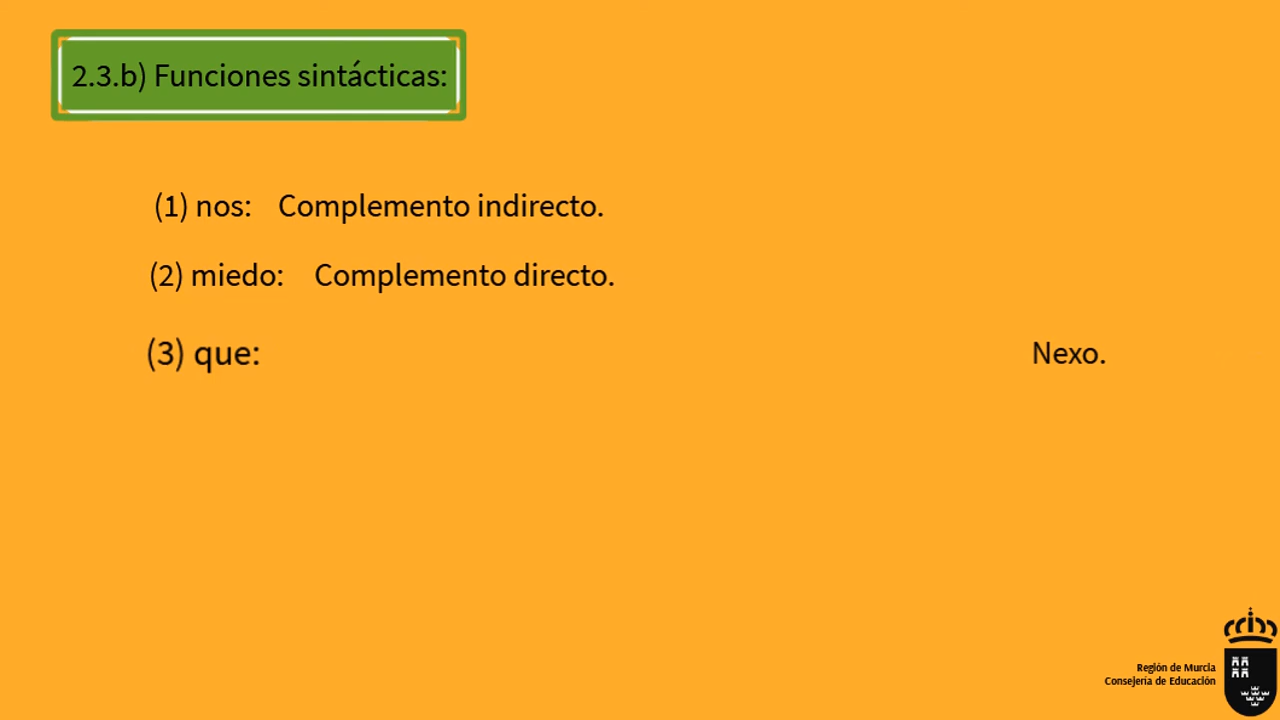 2.3.b) Funciones sintácticas:
(1) nos: Complemento indirecto.
(2) miedo: Complemento directo.
(3) que: Nexo.
Región de Murcia
Consejería de Educación